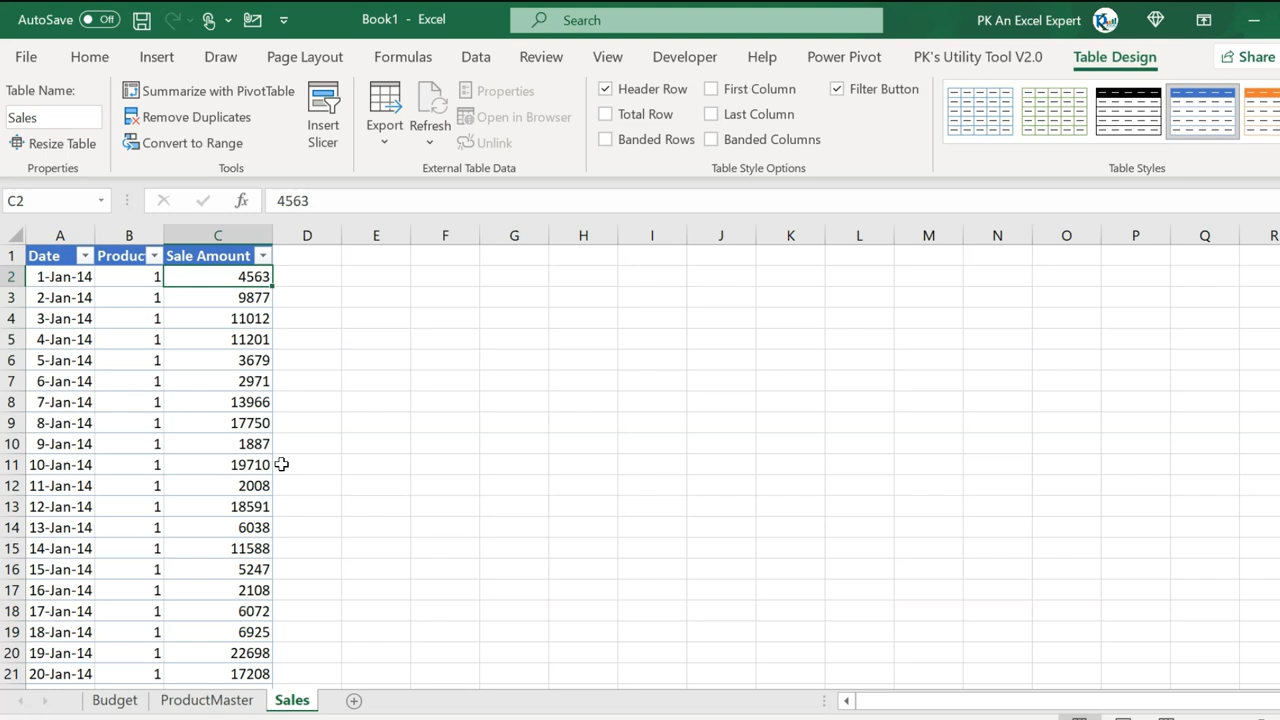 AutoSave Off Book1 - Excel Search PK An Excel Expert
File Home Insert Draw Page Layout Formulas Data Review View Developer Help Power Pivot PK's Utility Tool V2.0 Table Design Share
Table Name:
Sales
Resize Table
Properties
Summarize with PivotTable
Remove Duplicates
Convert to Range
Insert
Slicer
Tools
Export
Refresh
Properties
Open in Browser
Unlink
External Table Data
Header Row First Column Filter Button
Total Row Last Column
Banded Rows Banded Columns
Table Style Options
Table Styles
C2 fx 4563
A B C D E F G H I J K L M N O P Q R
1 Date Product Sale Amount
2 1-Jan-14 1 4563
3 2-Jan-14 1 9877
4 3-Jan-14 1 11012
5 4-Jan-14 1 11201
6 5-Jan-14 1 3679
7 6-Jan-14 1 2971
8 7-Jan-14 1 13966
9 8-Jan-14 1 17750
10 9-Jan-14 1 1887
11 10-Jan-14 1 19710
12 11-Jan-14 1 2008
13 12-Jan-14 1 18591
14 13-Jan-14 1 6038
15 14-Jan-14 1 11588
16 15-Jan-14 1 5247
17 16-Jan-14 1 2108
18 17-Jan-14 1 6072
19 18-Jan-14 1 6925
20 19-Jan-14 1 22698
21 20-Jan-14 1 17208
Budget ProductMaster Sales